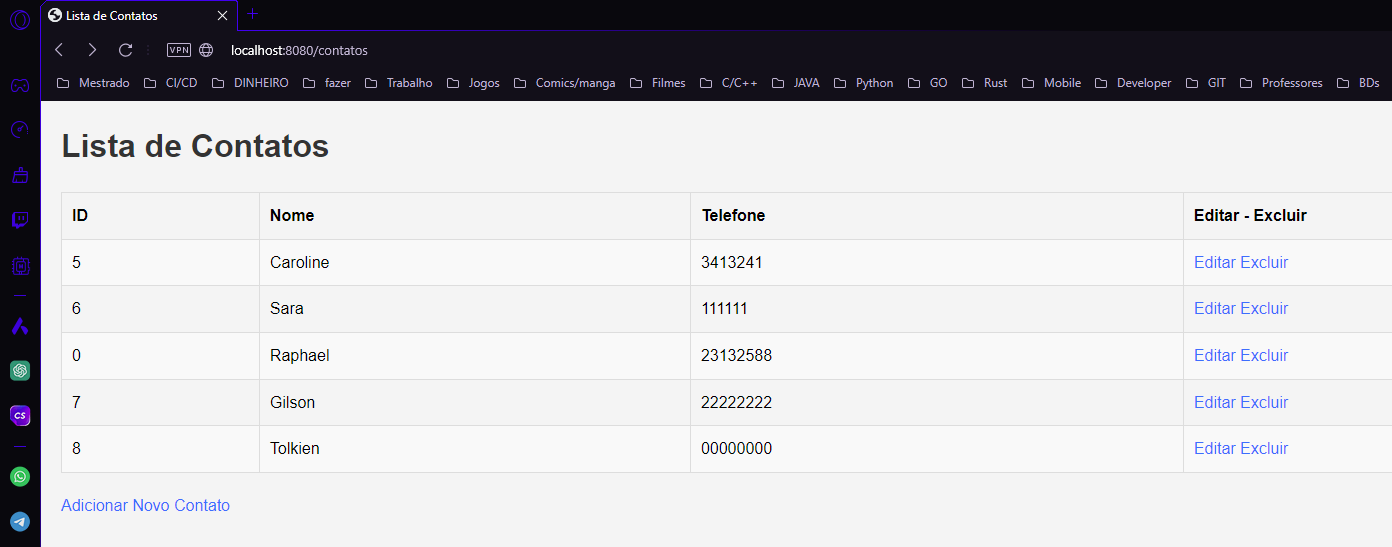 Lista de Contatos
VPN localhost:8080/contatos
Mestrado CI/CD DINHEIRO fazer Trabalho Jogos Comics/manga Filmes C/C++ JAVA Python GO Rust Mobile Developer GIT Professores BDs
Lista de Contatos
ID Nome Telefone Editar - Excluir
5 Caroline 3413241 Editar Excluir
6 Sara 111111 Editar Excluir
0 Raphael 23132588 Editar Excluir
7 Gilson 22222222 Editar Excluir
CS
8 Tolkien 00000000 Editar Excluir
Adicionar Novo Contato